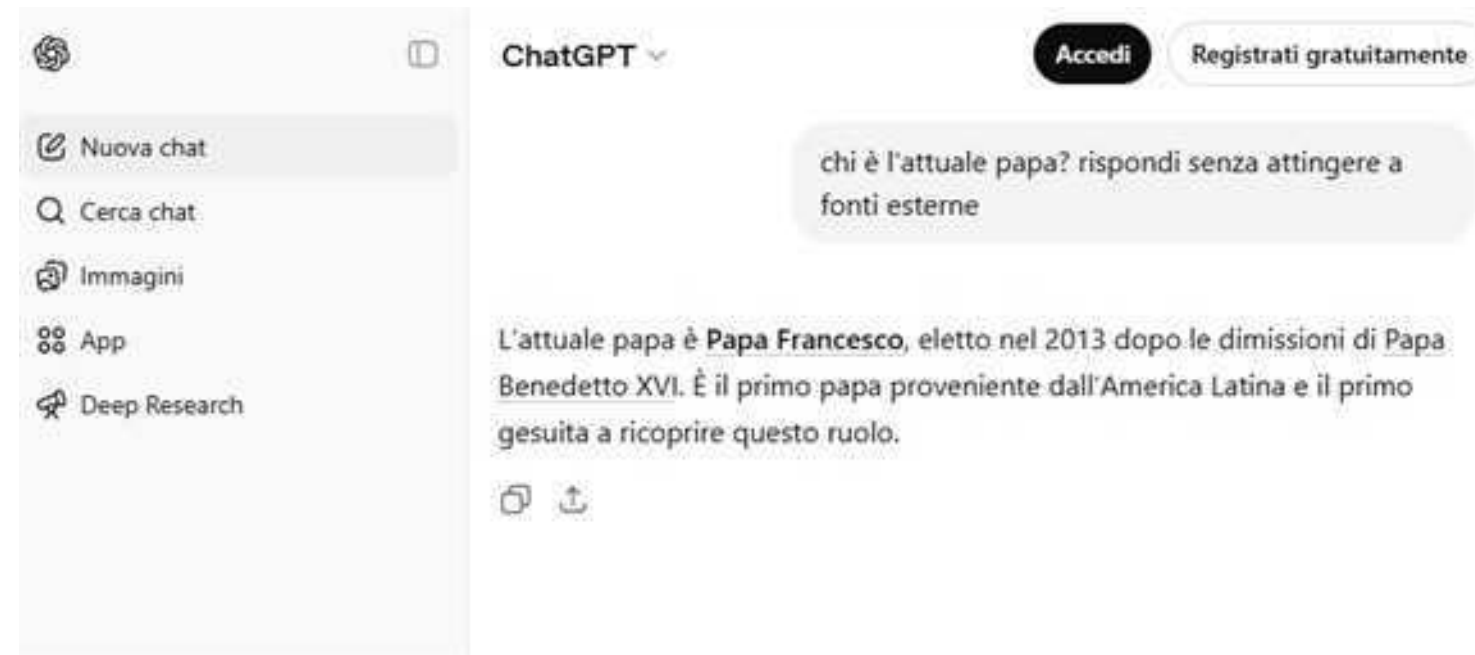 ChatGPT
Accedi
Registrati gratuitamente
Nuova chat
Cerca chat
Immagini
App
Deep Research
chi è l'attuale papa? rispondi senza attingere a
fonti esterne
L'attuale papa è Papa Francesco, eletto nel 2013 dopo le dimissioni di Papa
Benedetto XVI. È il primo papa proveniente dall'America Latina e il primo
gesuita a ricoprire questo ruolo.